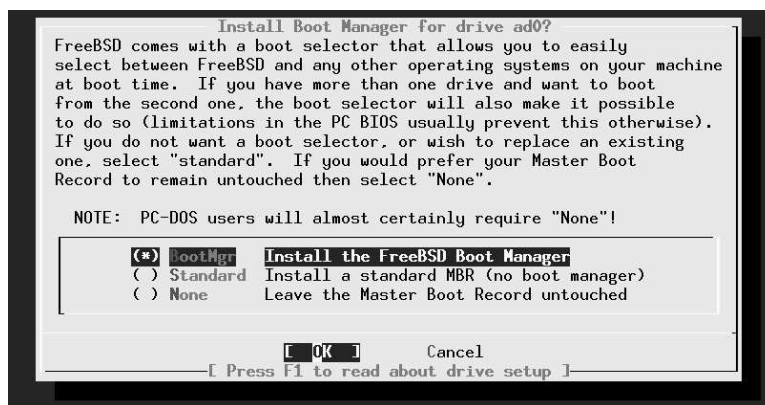 Install Boot Manager for drive ad0?
FreeBSD comes with a boot selector that allows you to easily
select between FreeBSD and any other operating systems on your machine
at boot time.  If you have more than one drive and want to boot
from the second one, the boot selector will also make it possible
to do so (limitations in the PC BIOS usually prevent this otherwise).
If you do not want a boot selector, or wish to replace an existing
one, select "standard".  If you would prefer your Master Boot
Record to remain untouched then select "None".
NOTE:  PC-DOS users will almost certainly require "None"!
(*) BootMgr   Install the FreeBSD Boot Manager
( ) Standard  Install a standard MBR (no boot manager)
( ) None      Leave the Master Boot Record untouched
[  OK  ]      Cancel
[ Press F1 to read about drive setup ]